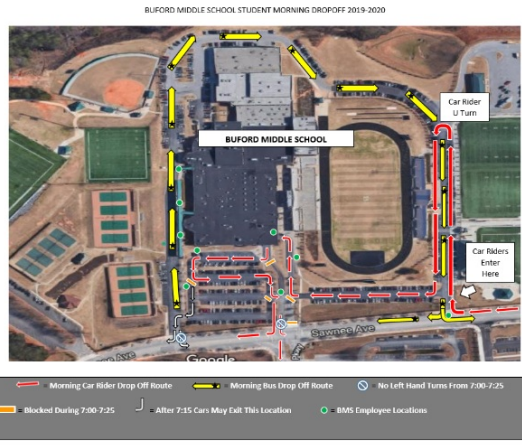 BUFORD MIDDLE SCHOOL STUDENT MORNING DROPOFF 2019-2020
Car Rider
U Turn
BUFORD MIDDLE SCHOOL
Car Riders
Enter
Here
Sawnee Ave
Ave
Google
= Morning Car Rider Drop Off Route
= Morning Bus Drop Off Route
= No Left Hand Turns From 7:00-7:25
= Blocked During 7:00-7:25
= After 7:15 Cars May Exit This Location
= BMS Employee Locations